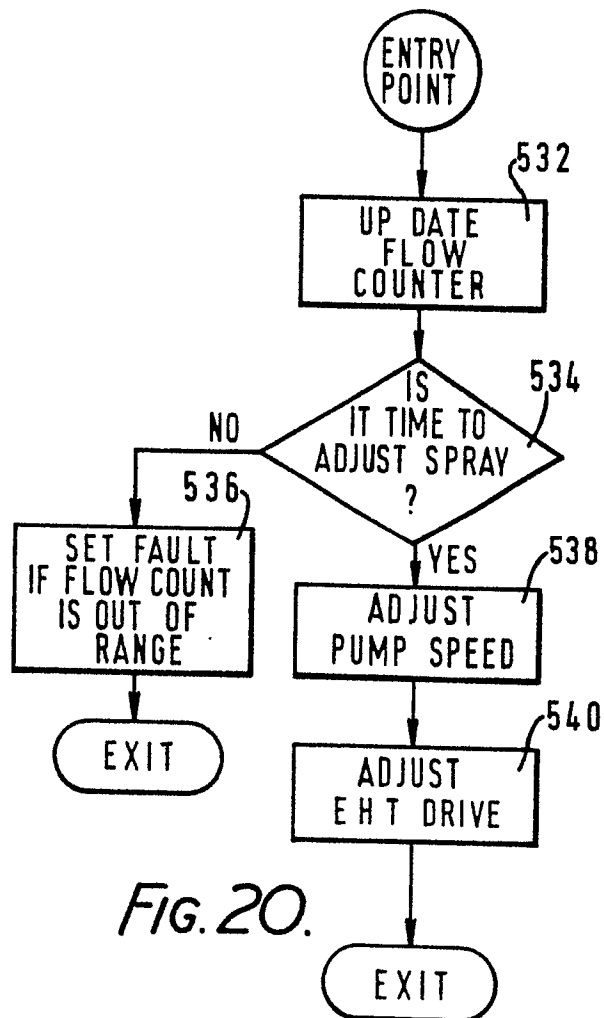 ENTRY
POINT
532
UP DATE
FLOW
COUNTER
534
IS
IT TIME TO
ADJUST SPRAY
?
NO
536
SET FAULT
IF FLOW COUNT
IS OUT OF
RANGE
EXIT
YES
538
ADJUST
PUMP SPEED
540
ADJUST
EHT DRIVE
EXIT
FIG. 20.